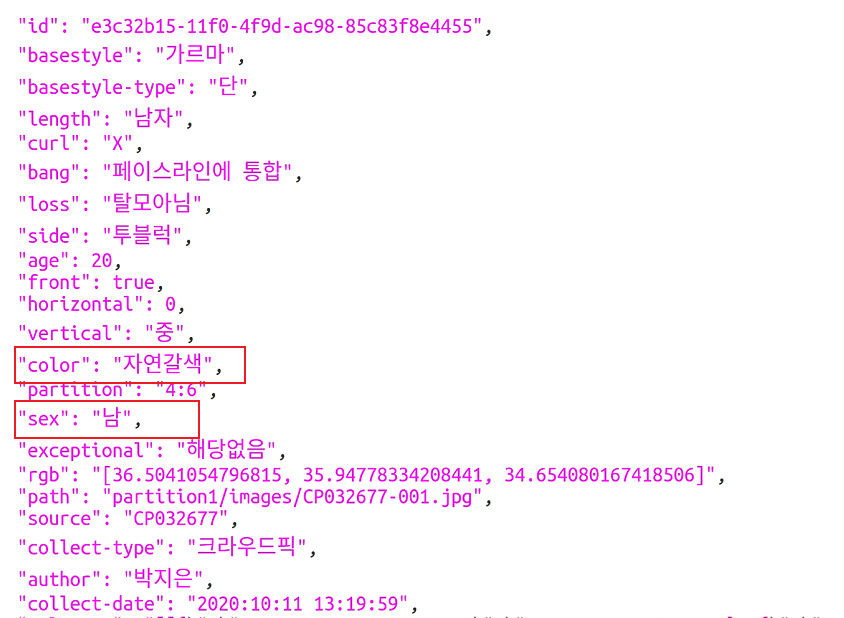 "id": "e3c32b15-11f0-4f9d-ac98-85c83f8e4455",
"basestyle": "가르마",
"basestyle-type": "단",
"length": "남자",
"curl": "X",
"bang": "페이스라인에 통합",
"loss": "탈모아님",
"side": "투블럭",
"age": 20,
"front": true,
"horizontal": 0,
"vertical": "중",
"color": "자연갈색",
"partition": "4:6",
"sex": "남",
"exceptional": "해당없음",
"rgb": "[36.5041054796815, 35.94778334208441, 34.654080167418506]",
"path": "partition1/images/CP032677-001.jpg",
"source": "CP032677",
"collect-type": "크라우드픽",
"author": "박지은",
"collect-date": "2020:10:11 13:19:59",